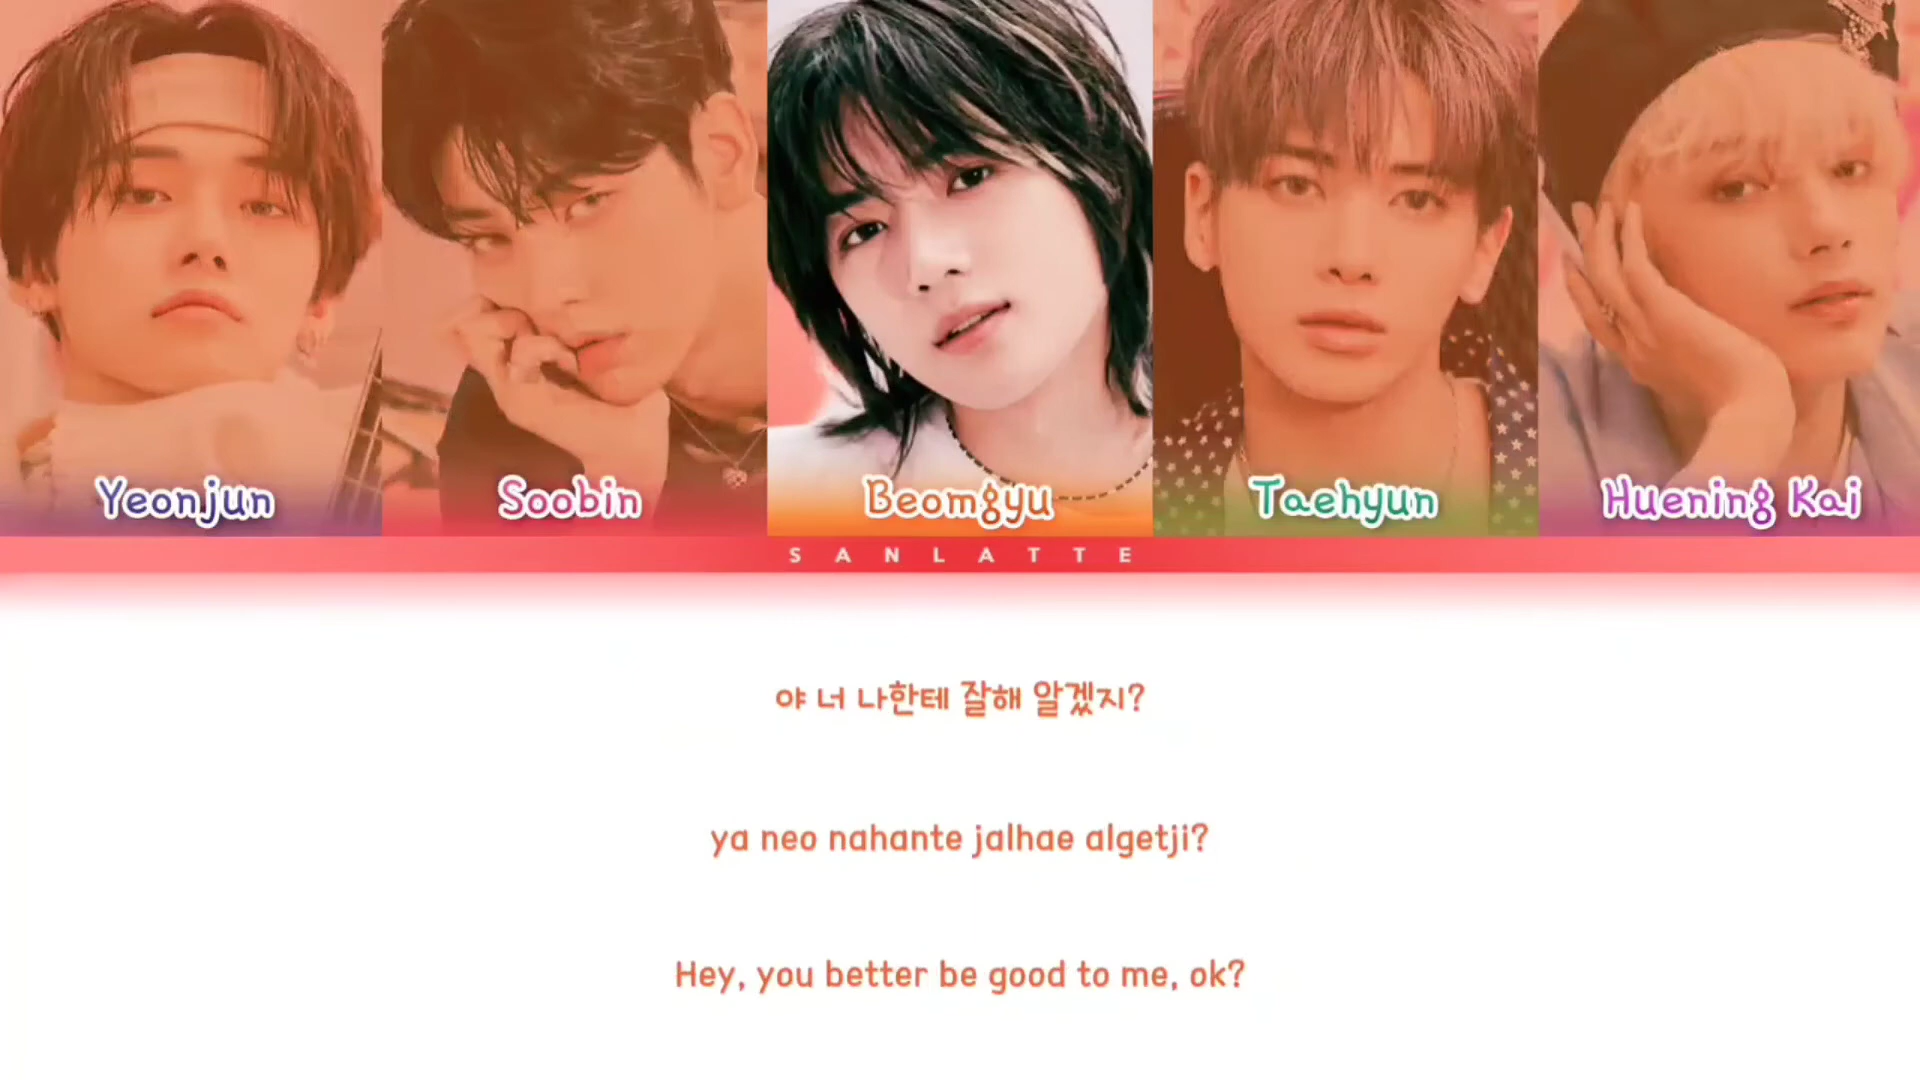 Yeonjun
Soobin
Beomgyu
Taehyun
Huening Kai
SANLATTE
야 너 나한테 잘해 알겠지?
ya neo nahante jalhae algetji?
Hey, you better be good to me, ok?